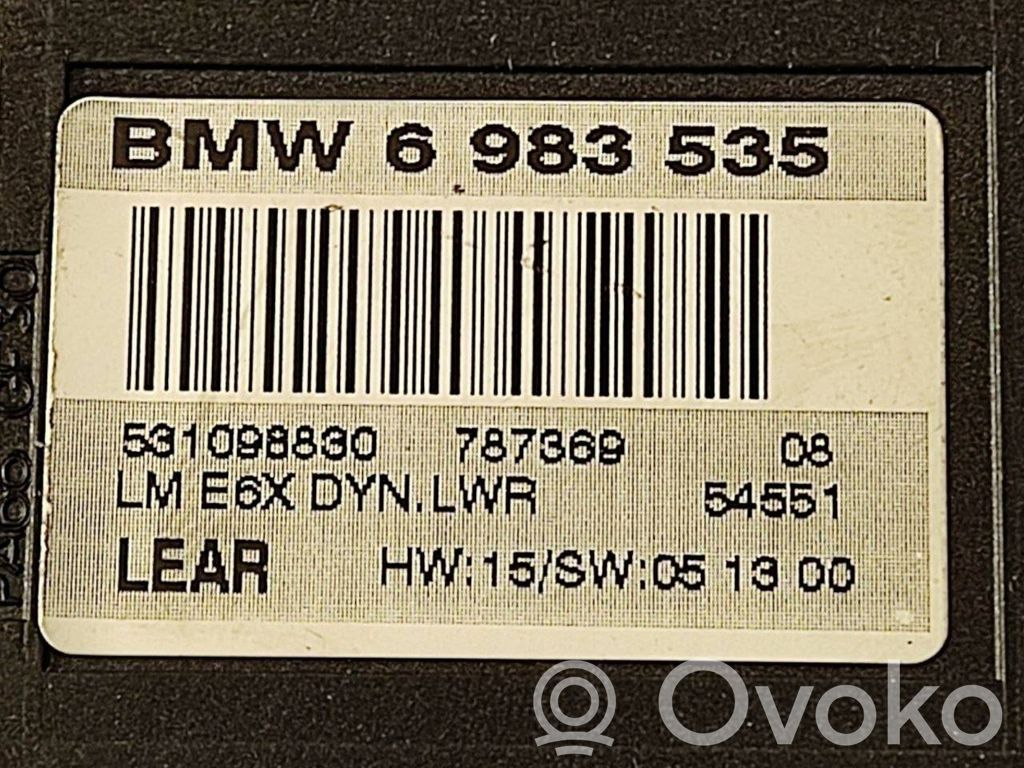 BMW 6 983 535
531098830 787369 08
LM E6X DYN.LWR 54551
LEAR HW:15/SW:05 13 00
Ovoko